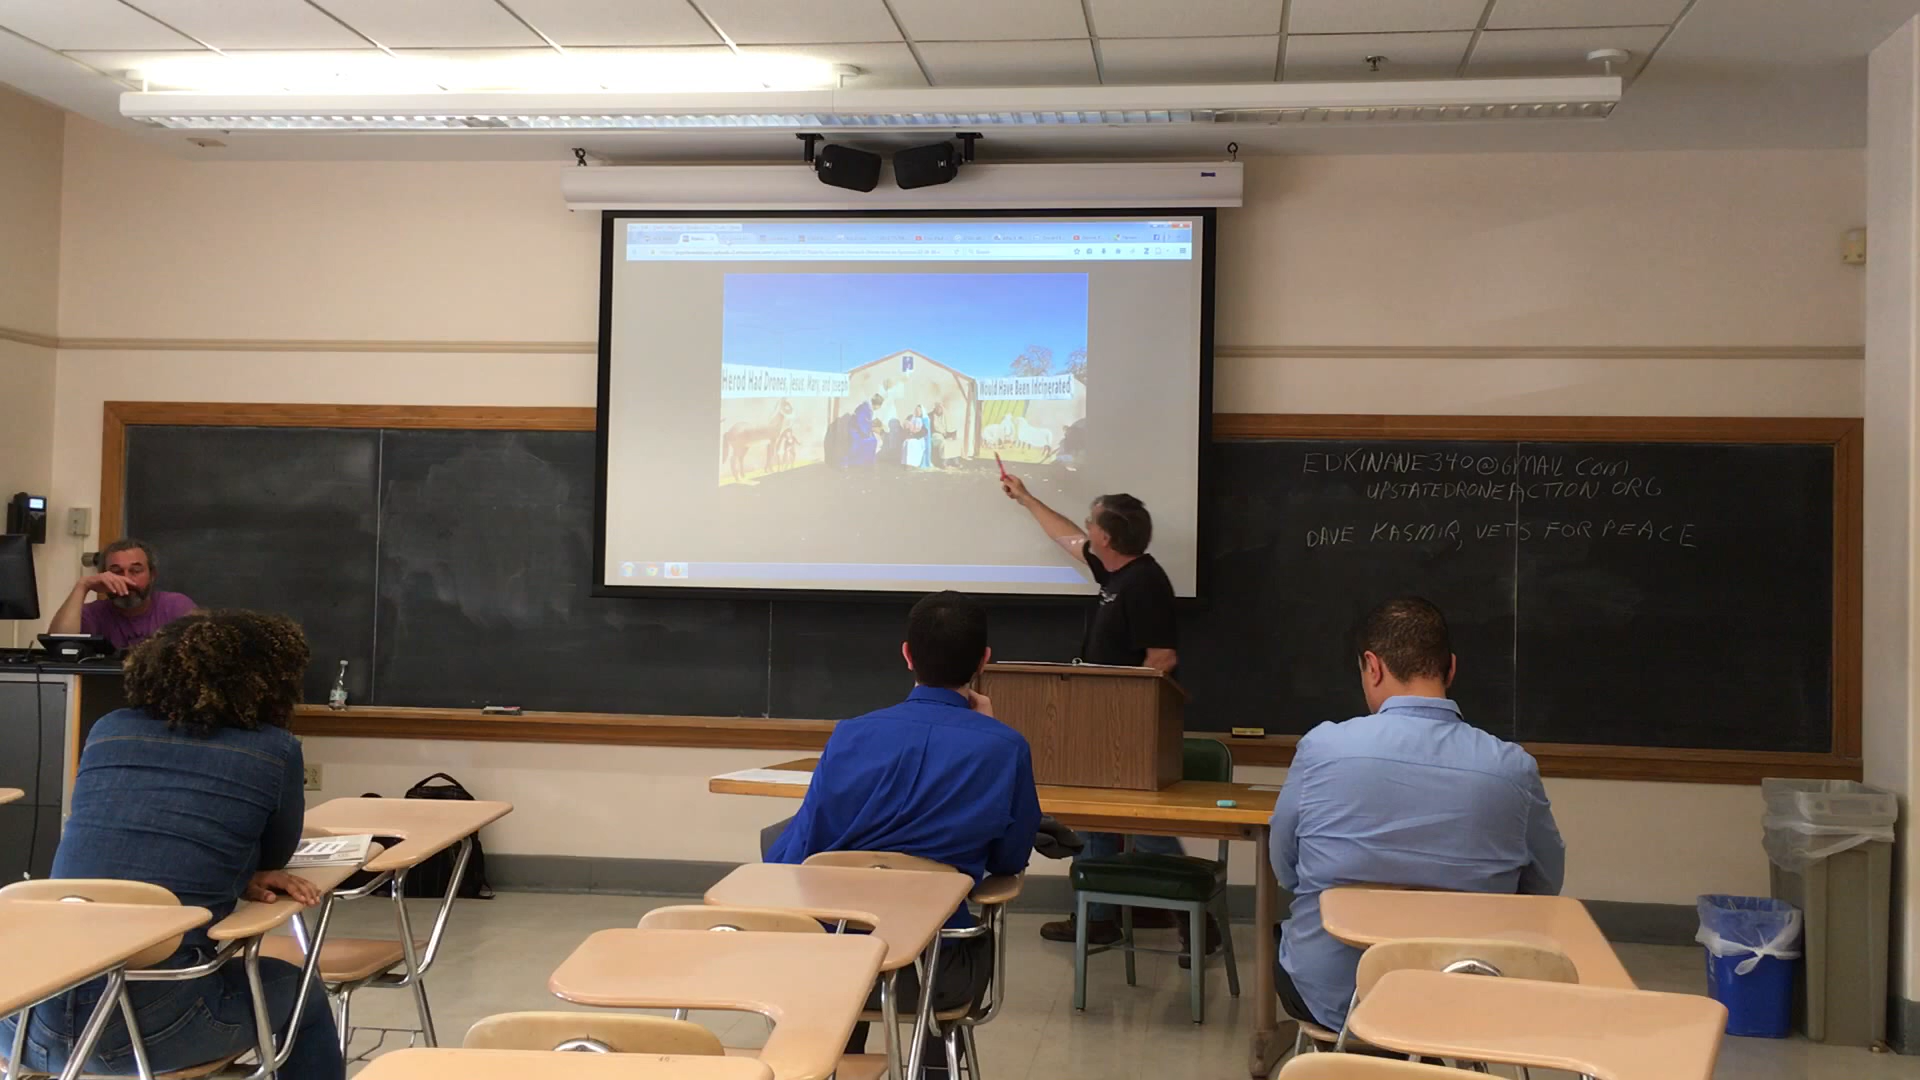 Herod Had Drones, Jesus, Mary and Joseph
Would Have Been Incinerated
EDKINANE340@GMAIL COM
UPSTATEDRONEACTION.ORG
DAVE KASMIR, VETS FOR PEACE